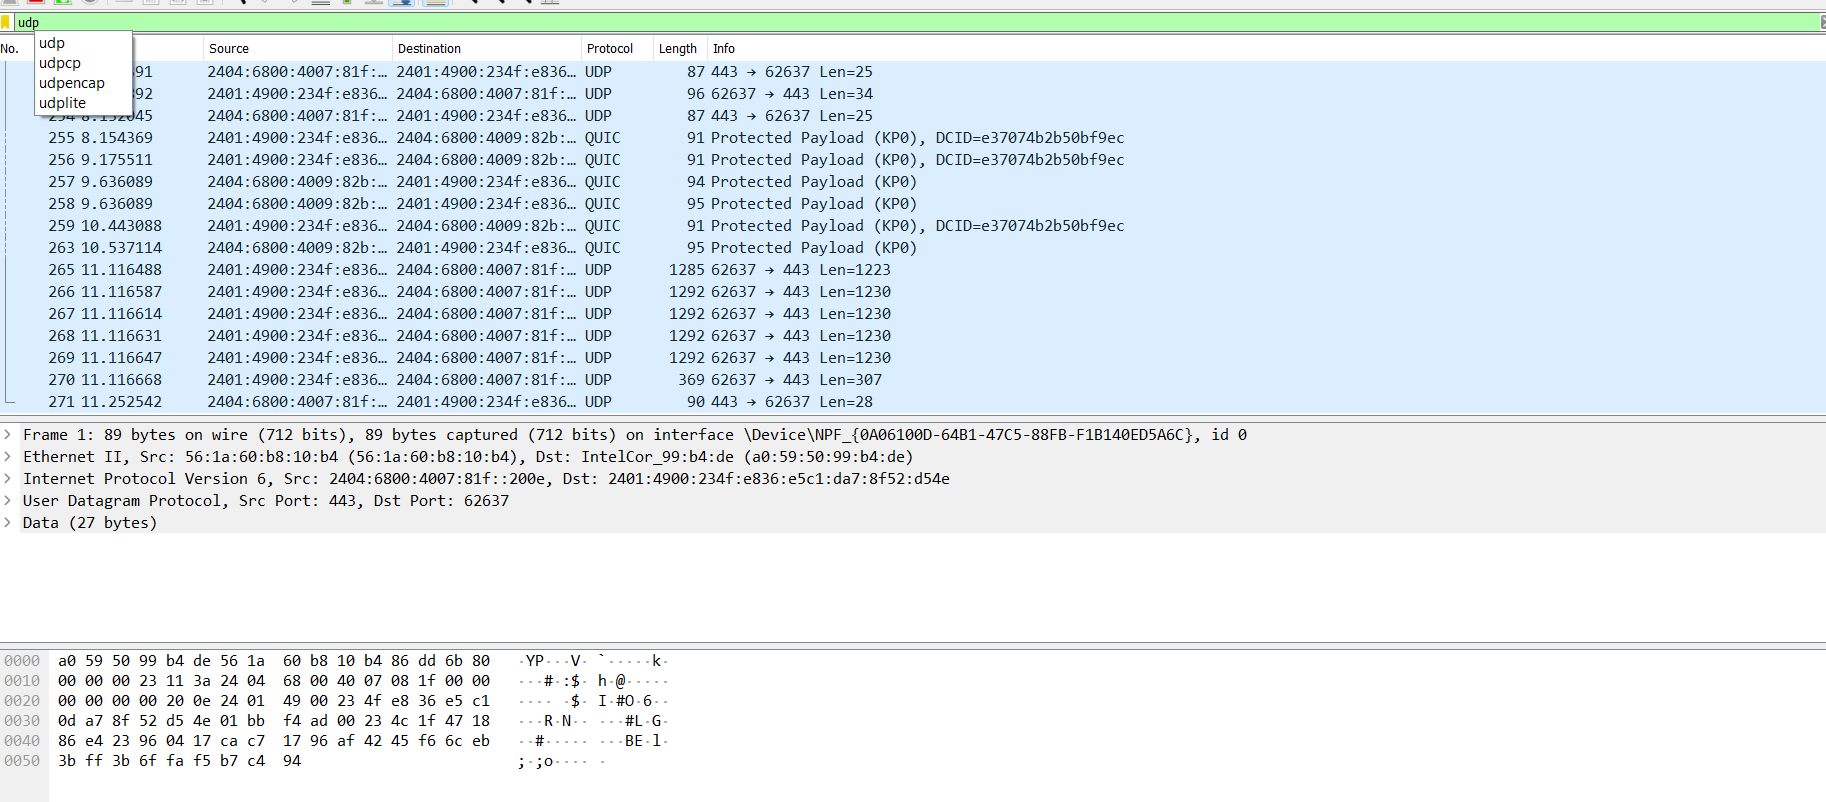 udp
udp
udpcp
udpencap
udplite
No. Source Destination Protocol Length Info
891 2404:6800:4007:81f:… 2401:4900:234f:e836… UDP 87 443 → 62637 Len=25
892 2401:4900:234f:e836… 2404:6800:4007:81f:… UDP 96 62637 → 443 Len=34
254 8.152645 2404:6800:4007:81f:… 2401:4900:234f:e836… UDP 87 443 → 62637 Len=25
255 8.154369 2401:4900:234f:e836… 2404:6800:4009:82b:… QUIC 91 Protected Payload (KP0), DCID=e37074b2b50bf9ec
256 9.175511 2401:4900:234f:e836… 2404:6800:4009:82b:… QUIC 91 Protected Payload (KP0), DCID=e37074b2b50bf9ec
257 9.636089 2404:6800:4009:82b:… 2401:4900:234f:e836… QUIC 94 Protected Payload (KP0)
258 9.636089 2404:6800:4009:82b:… 2401:4900:234f:e836… QUIC 95 Protected Payload (KP0)
259 10.443088 2401:4900:234f:e836… 2404:6800:4009:82b:… QUIC 91 Protected Payload (KP0), DCID=e37074b2b50bf9ec
263 10.537114 2404:6800:4009:82b:… 2401:4900:234f:e836… QUIC 95 Protected Payload (KP0)
265 11.116488 2401:4900:234f:e836… 2404:6800:4007:81f:… UDP 1285 62637 → 443 Len=1223
266 11.116587 2401:4900:234f:e836… 2404:6800:4007:81f:… UDP 1292 62637 → 443 Len=1230
267 11.116614 2401:4900:234f:e836… 2404:6800:4007:81f:… UDP 1292 62637 → 443 Len=1230
268 11.116631 2401:4900:234f:e836… 2404:6800:4007:81f:… UDP 1292 62637 → 443 Len=1230
269 11.116647 2401:4900:234f:e836… 2404:6800:4007:81f:… UDP 1292 62637 → 443 Len=1230
270 11.116668 2401:4900:234f:e836… 2404:6800:4007:81f:… UDP 369 62637 → 443 Len=307
271 11.252542 2404:6800:4007:81f:… 2401:4900:234f:e836… UDP 90 443 → 62637 Len=28
Frame 1: 89 bytes on wire (712 bits), 89 bytes captured (712 bits) on interface \Device\NPF_{0A06100D-64B1-47C5-88FB-F1B140ED5A6C}, id 0
Ethernet II, Src: 56:1a:60:b8:10:b4 (56:1a:60:b8:10:b4), Dst: IntelCor_99:b4:de (a0:59:50:99:b4:de)
Internet Protocol Version 6, Src: 2404:6800:4007:81f::200e, Dst: 2401:4900:234f:e836:e5c1:da7:8f52:d54e
User Datagram Protocol, Src Port: 443, Dst Port: 62637
Data (27 bytes)
0000 a0 59 50 99 b4 de 56 1a 60 b8 10 b4 86 dd 6b 80 ·YP···V· `·····k·
0010 00 00 00 23 11 3a 24 04 68 00 40 07 08 1f 00 00 ···#·:$· h·@·····
0020 00 00 00 00 20 0e 24 01 49 00 23 4f e8 36 e5 c1 ···· ·$· I·#O·6··
0030 0d a7 8f 52 d5 4e 01 bb f4 ad 00 23 4c 1f 47 18 ···R·N·· ···#L·G·
0040 86 e4 23 96 04 17 ca c7 17 96 af 42 45 f6 6c eb ··#····· ···BE·l·
0050 3b ff 3b 6f fa f5 b7 c4 94 ;·;o···· ·